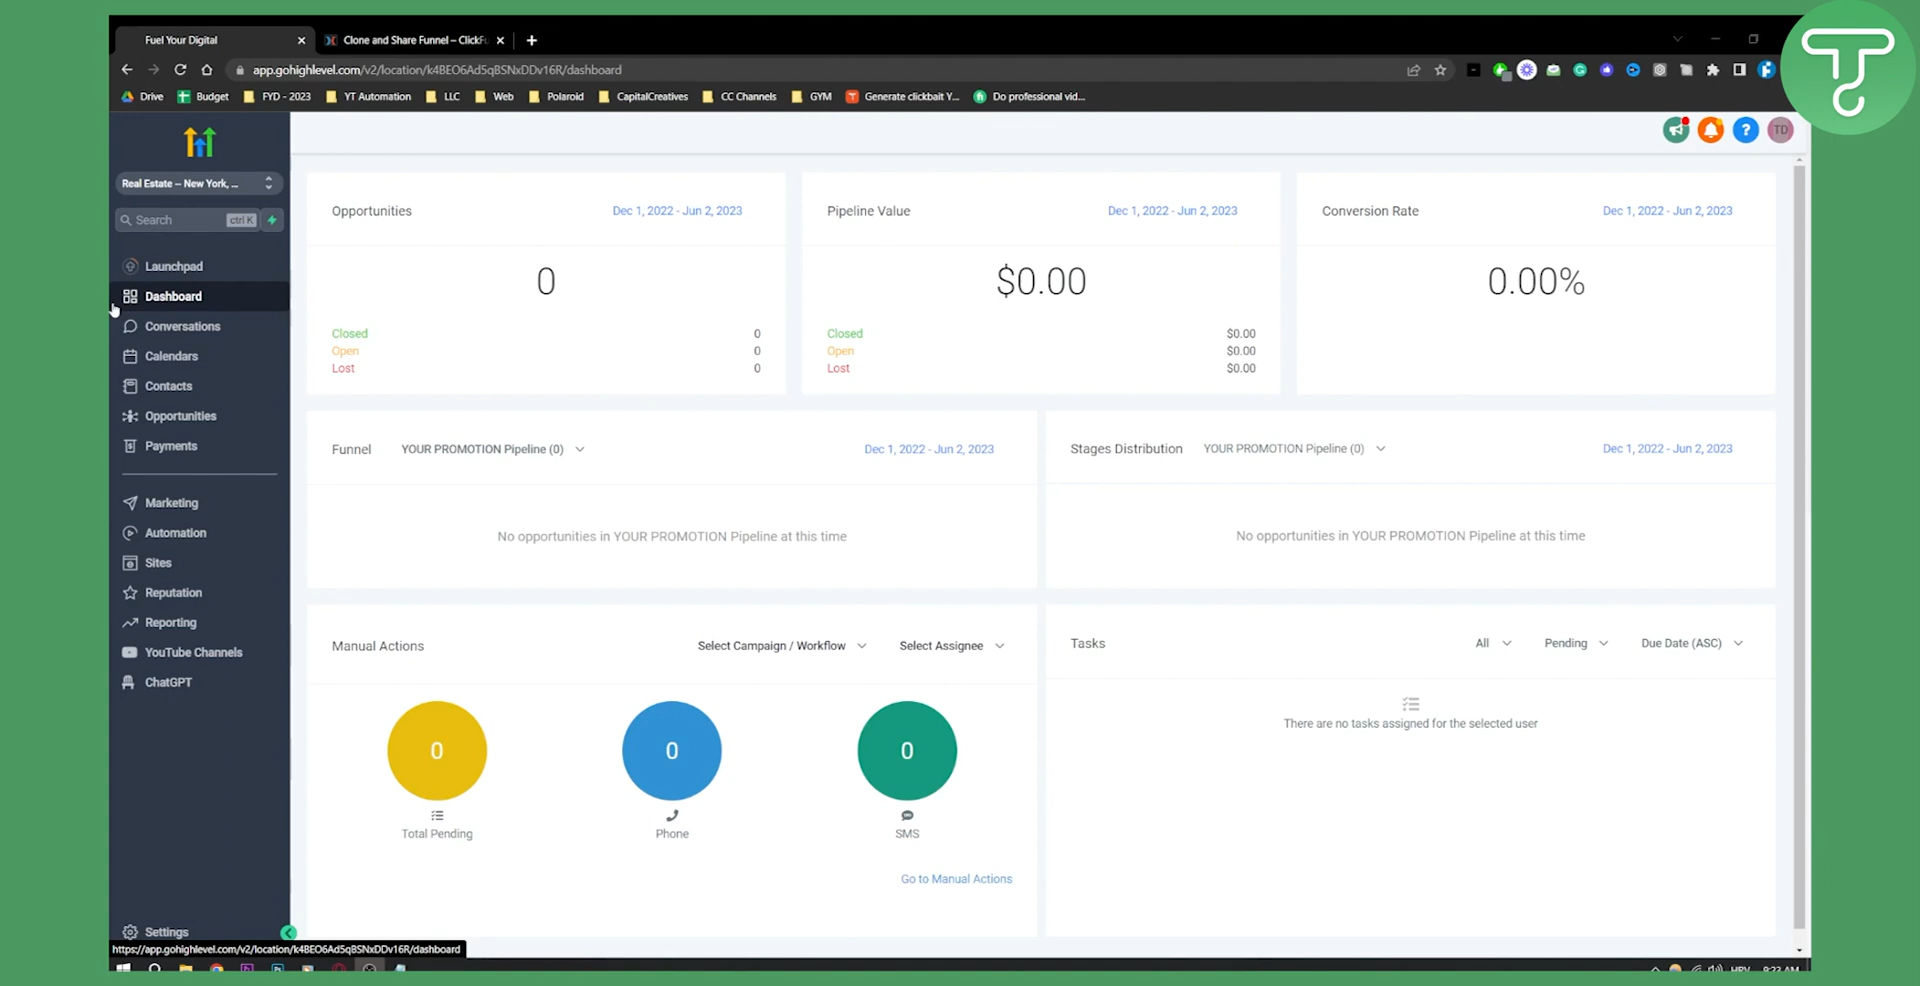 Fuel Your Digital
Clone and Share Funnel – ClickFu
app.gohighlevel.com/v2/location/k4BEO6Ad5qBSNxDDv16R/dashboard
Drive Budget FYD - 2023 YT Automation LLC Web Polaroid CapitalCreatives CC Channels GYM Generate clickbait Y... Do professional vid...
TD
Real Estate -- New York, ...
Search ctrl K
Launchpad
Dashboard
Conversations
Calendars
Contacts
Opportunities
Payments
Marketing
Automation
Sites
Reputation
Reporting
YouTube Channels
ChatGPT
Settings
Opportunities Dec 1, 2022 - Jun 2, 2023
0
Closed 0
Open 0
Lost 0
Pipeline Value Dec 1, 2022 - Jun 2, 2023
$0.00
Closed $0.00
Open $0.00
Lost $0.00
Conversion Rate Dec 1, 2022 - Jun 2, 2023
0.00%
Funnel YOUR PROMOTION Pipeline (0) Dec 1, 2022 - Jun 2, 2023
No opportunities in YOUR PROMOTION Pipeline at this time
Stages Distribution YOUR PROMOTION Pipeline (0) Dec 1, 2022 - Jun 2, 2023
No opportunities in YOUR PROMOTION Pipeline at this time
Manual Actions Select Campaign / Workflow Select Assignee
0 0 0
Total Pending Phone SMS
Go to Manual Actions
Tasks All Pending Due Date (ASC)
There are no tasks assigned for the selected user
https://app.gohighlevel.com/v2/location/k4BEO6Ad5qBSNxDDv16R/dashboard
HRV 9:23 AM